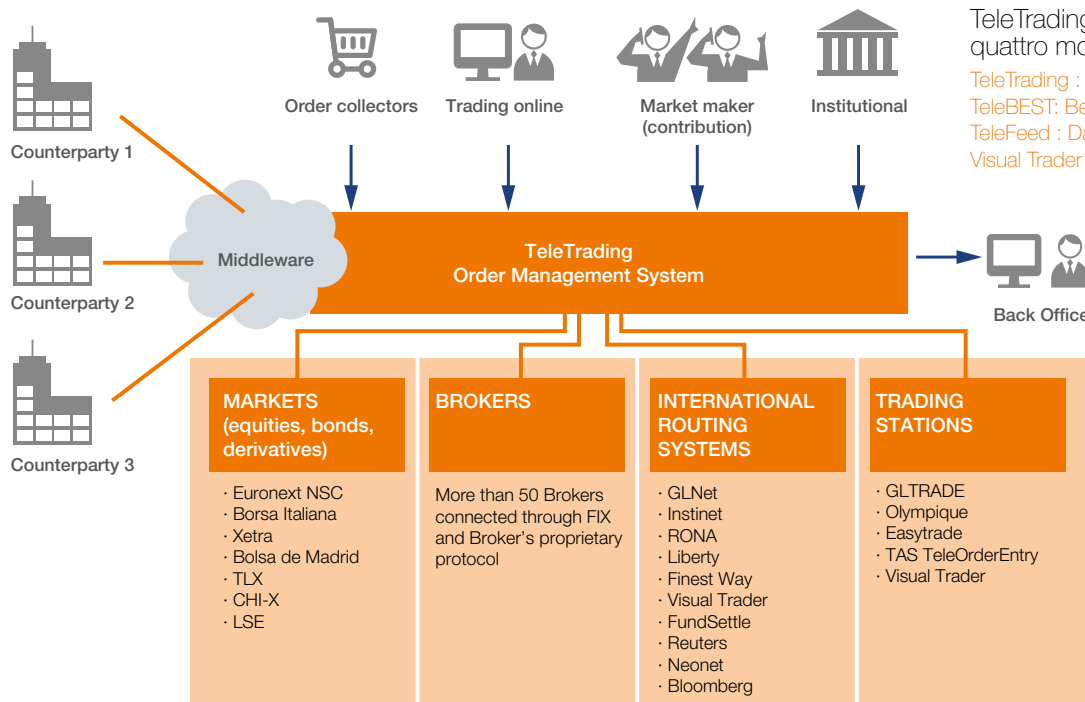 TeleTrading
quattro
TeleTrading :
TeleBEST:
TeleFeed :
Visual Trader
Order collectors
Trading online
Market maker
(contribution)
Institutional
Counterparty 1
Counterparty 2
Counterparty 3
Middleware
TeleTrading
Order Management System
Back Office
MARKETS
(equities, bonds,
derivatives)
· Euronext NSC
· Borsa Italiana
· Xetra
· Bolsa de Madrid
· TLX
· CHI-X
· LSE
BROKERS
More than 50 Brokers
connected through FIX
and Broker's proprietary
protocol
INTERNATIONAL
ROUTING
SYSTEMS
· GLNet
· Instinet
· RONA
· Liberty
· Finest Way
· Visual Trader
· FundSettle
· Reuters
· Neonet
· Bloomberg
TRADING
STATIONS
· GLTRADE
· Olympique
· Easytrade
· TAS TeleOrderEntry
· Visual Trader